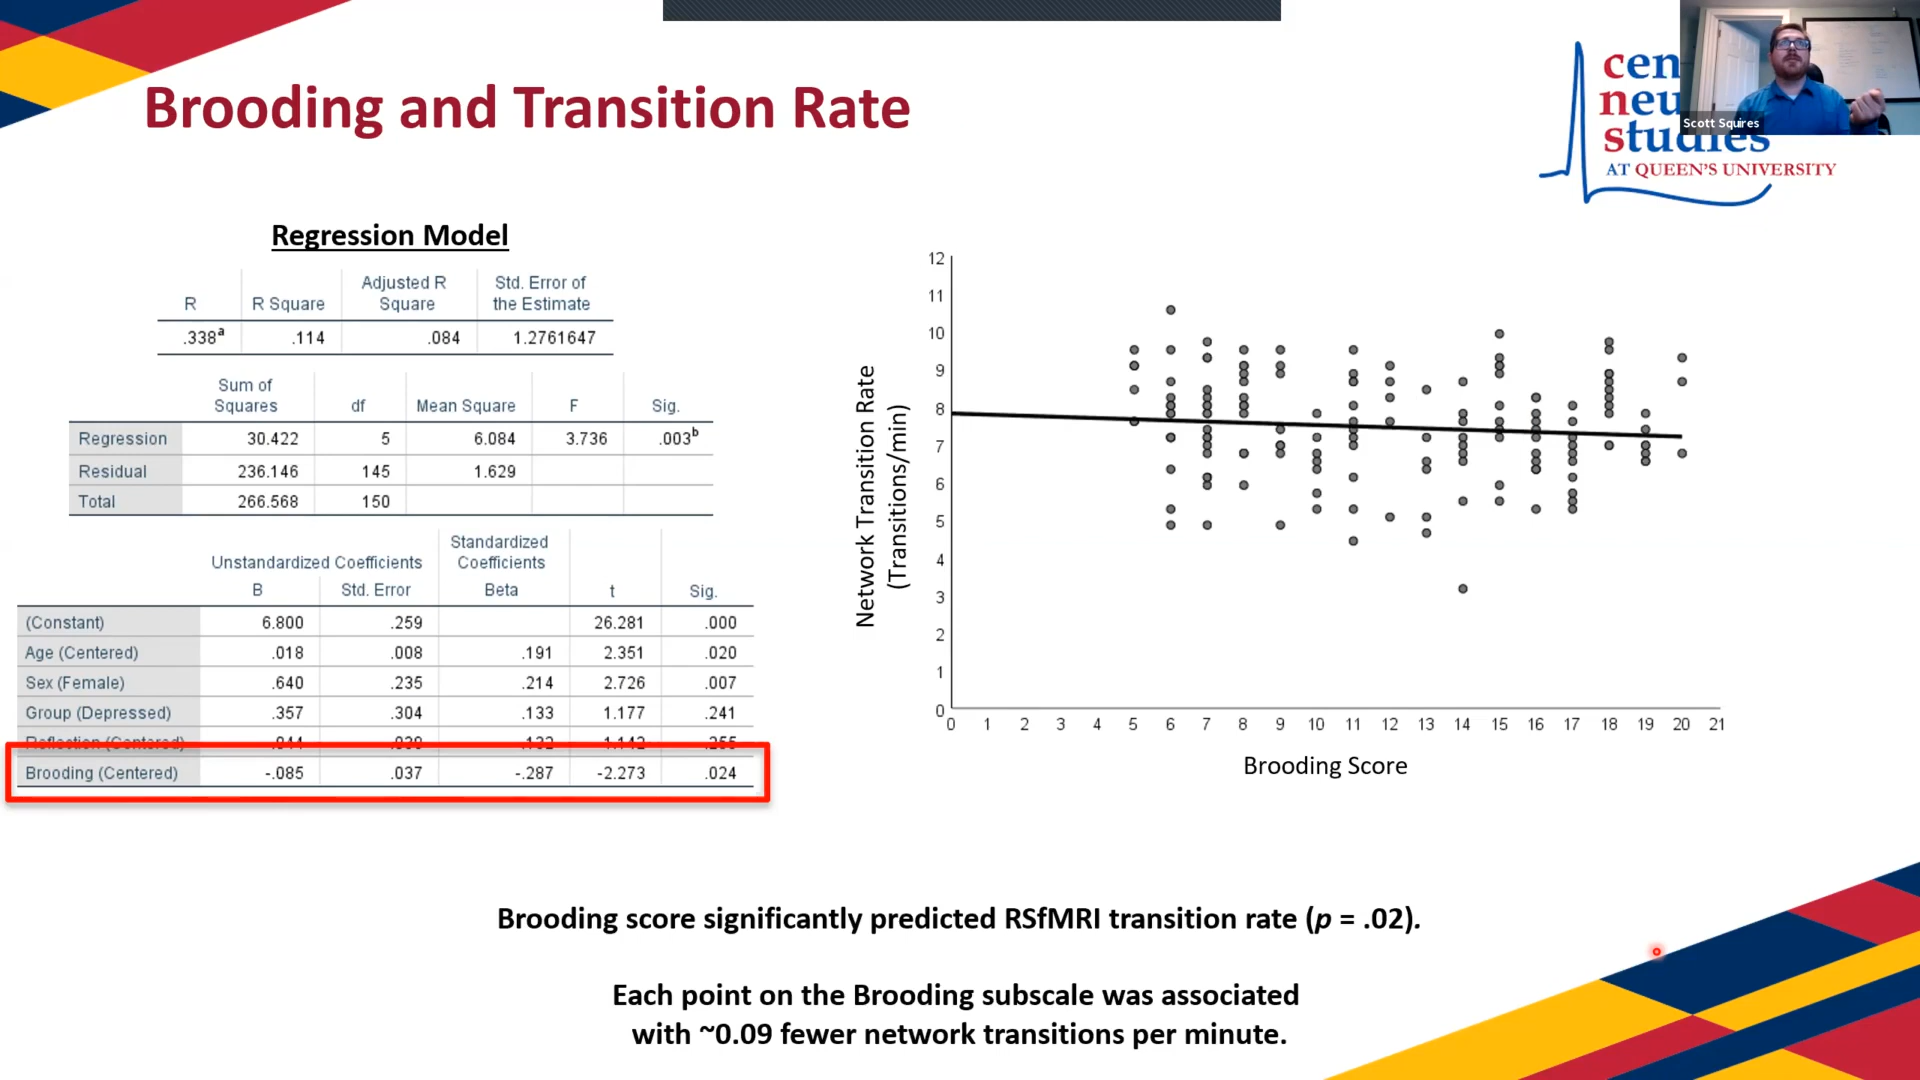 Brooding and Transition Rate
cen
neu
studies
AT QUEEN'S UNIVERSITY
Scott Squires
Regression Model
R R Square Adjusted R Square Std. Error of the Estimate
.338a .114 .084 1.2761647
Sum of Squares df Mean Square F Sig.
Regression 30.422 5 6.084 3.736 .003b
Residual 236.146 145 1.629
Total 266.568 150
Unstandardized Coefficients Standardized Coefficients
B Std. Error Beta t Sig.
(Constant) 6.800 .259 26.281 .000
Age (Centered) .018 .008 .191 2.351 .020
Sex (Female) .640 .235 .214 2.726 .007
Group (Depressed) .357 .304 .133 1.177 .241
Reflection (Centered) .044 .038 .132 1.142 .255
Brooding (Centered) -.085 .037 -.287 -2.273 .024
Network Transition Rate
(Transitions/min)
12
11
10
9
8
7
6
5
4
3
2
1
0
0 1 2 3 4 5 6 7 8 9 10 11 12 13 14 15 16 17 18 19 20 21
Brooding Score
Brooding score significantly predicted RSfMRI transition rate (p = .02).
Each point on the Brooding subscale was associated
with ~0.09 fewer network transitions per minute.